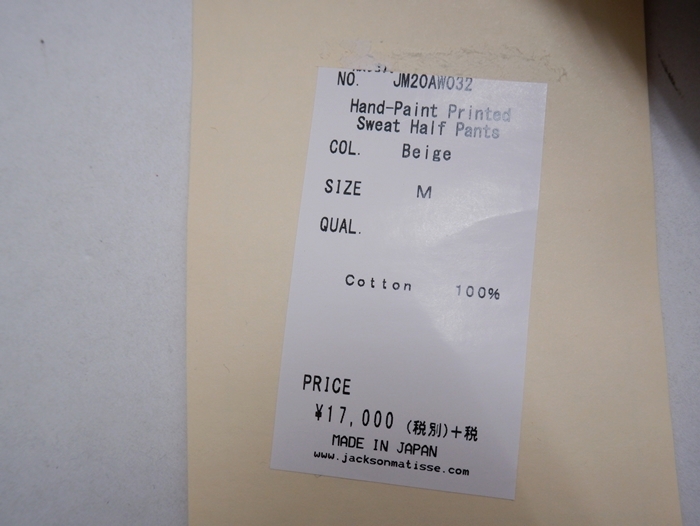 NO. JM20AW032
Hand-Paint Printed
Sweat Half Pants
COL. Beige
SIZE M
QUAL.
Cotton 100%
PRICE
¥17,000 (税別)+税
MADE IN JAPAN
www.jacksonmatisse.com